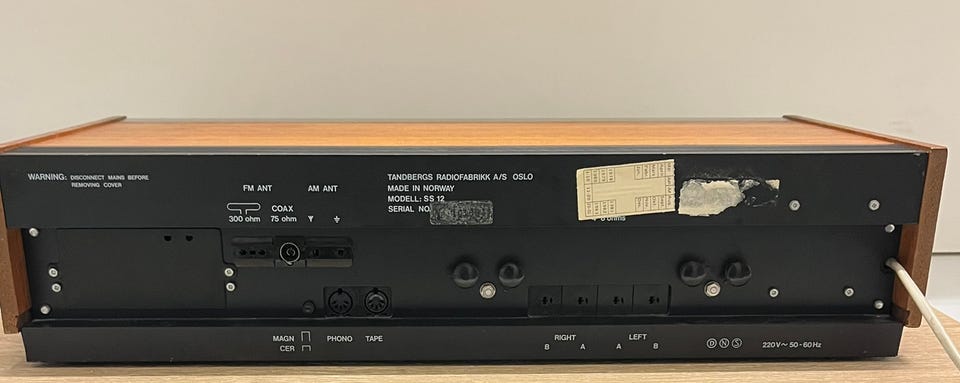 WARNING: DISCONNECT MAINS BEFORE
REMOVING COVER
FM ANT
AM ANT
300 ohm
COAX
75 ohm
TANDBERGS RADIOFABRIKK A/S OSLO
MADE IN NORWAY
MODELL: SS 12
SERIAL NO
ohms
MAGN
CER
PHONO
TAPE
RIGHT
LEFT
B A A B
D N S
220V~ 50-60Hz